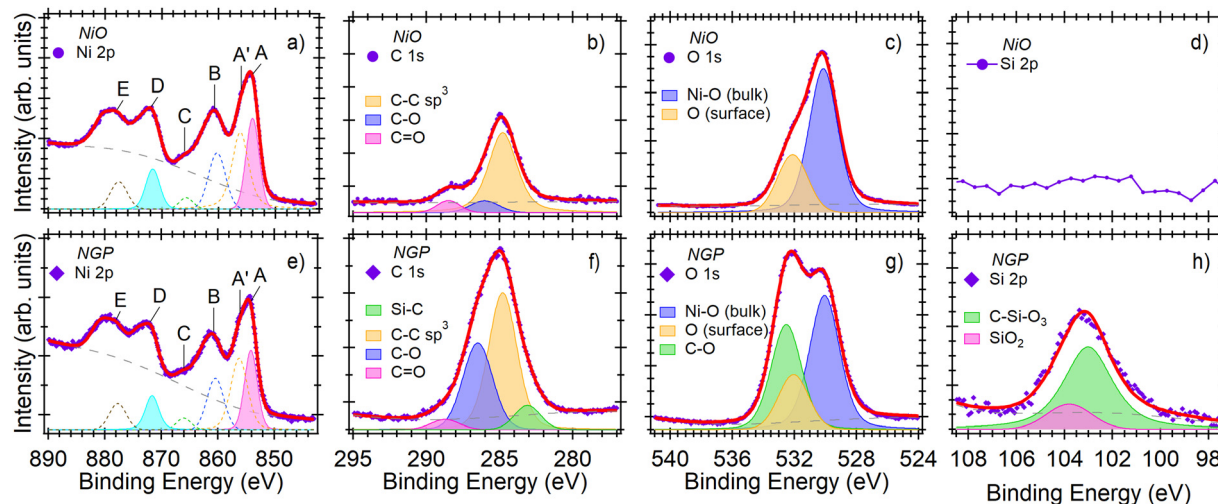 Intensity (arb. units)
NiO
Ni 2p
a)
E
D
C
B
A'
A
NiO
C 1s
b)
C-C sp3
C-O
C=O
NiO
O 1s
c)
Ni-O (bulk)
O (surface)
NiO
Si 2p
d)
Intensity (arb. units)
NGP
Ni 2p
e)
E
D
C
B
A'
A
890
880
870
860
850
Binding Energy (eV)
NGP
C 1s
f)
Si-C
C-C sp3
C-O
C=O
295
290
285
280
Binding Energy (eV)
NGP
O 1s
g)
Ni-O (bulk)
O (surface)
C-O
540
536
532
528
524
Binding Energy (eV)
NGP
Si 2p
h)
C-Si-O3
SiO2
108
106
104
102
100
98
Binding Energy (eV)